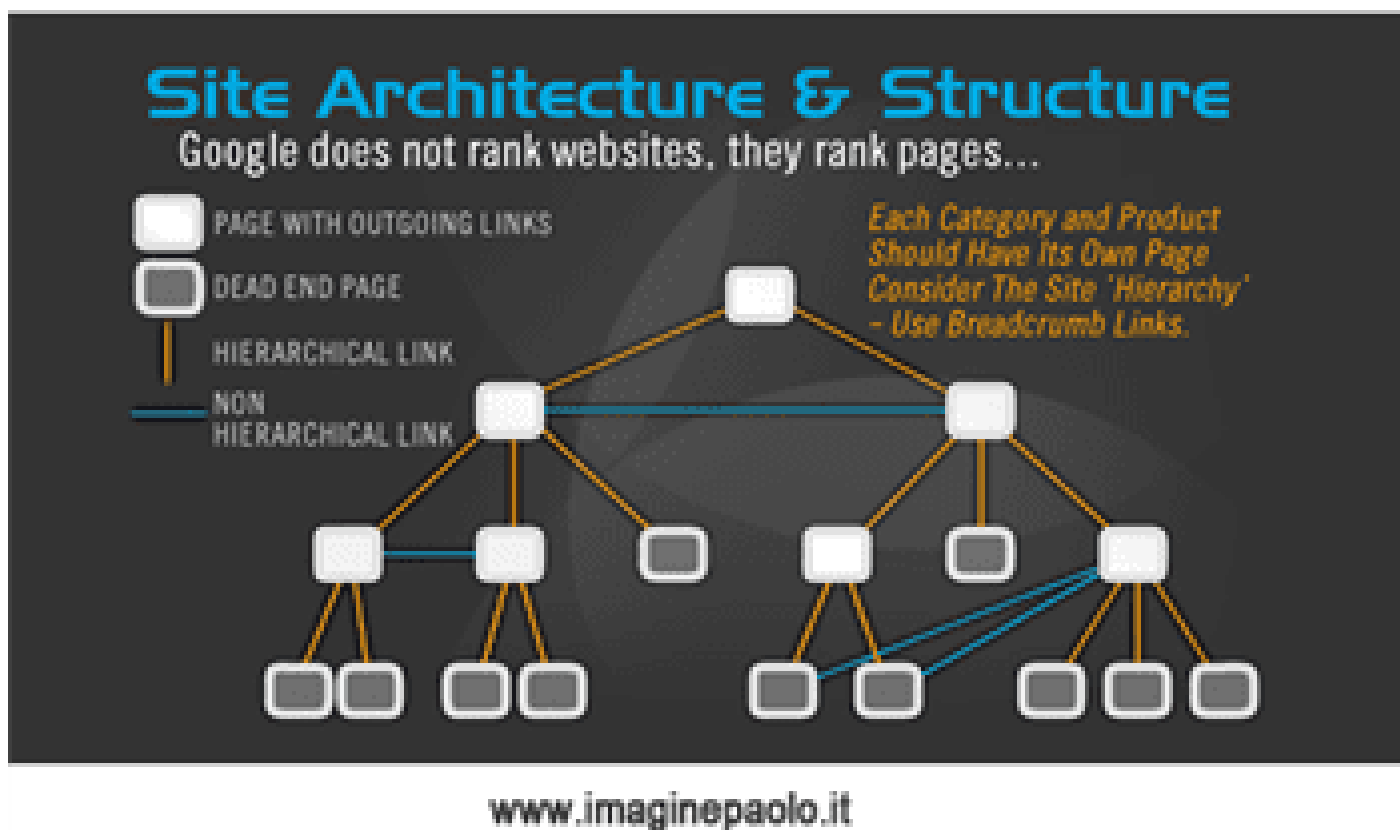 Site Architecture & Structure
Google does not rank websites, they rank pages...
PAGE WITH OUTGOING LINKS
DEAD END PAGE
HIERARCHICAL LINK
NON
HIERARCHICAL LINK
Each Category and Product
Should Have Its Own Page
Consider The Site 'Hierarchy'
- Use Breadcrumb Links.
www.imaginepaolo.it